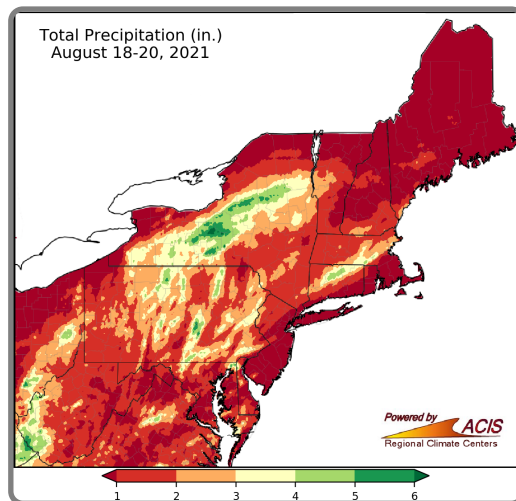 Total Precipitation (in.)
August 18-20, 2021
Powered by
ACIS
Regional Climate Centers
1 2 3 4 5 6